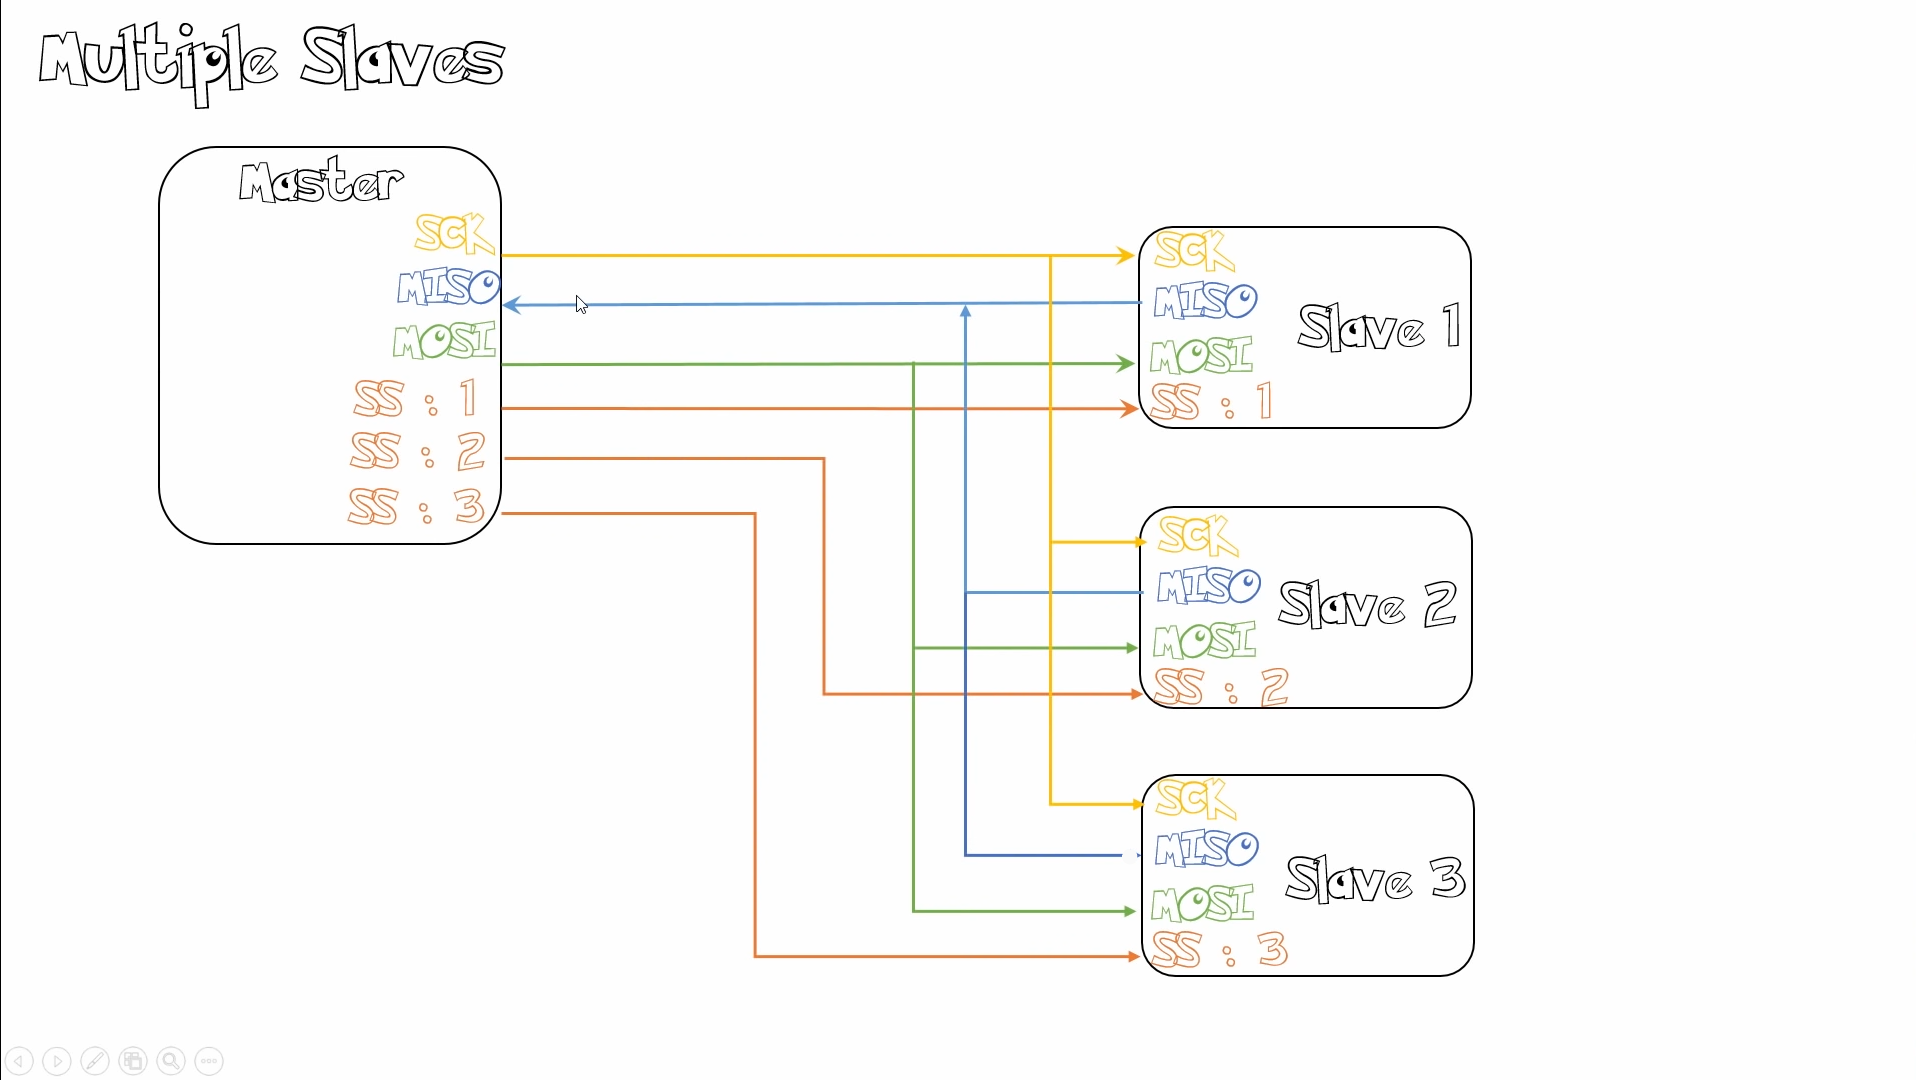 Multiple Slaves
Master
SCK
MISO
MOSI
SS : 1
SS : 2
SS : 3
SCK
MISO
MOSI
SS : 1
Slave 1
SCK
MISO
MOSI
SS : 2
Slave 2
SCK
MISO
MOSI
SS : 3
Slave 3